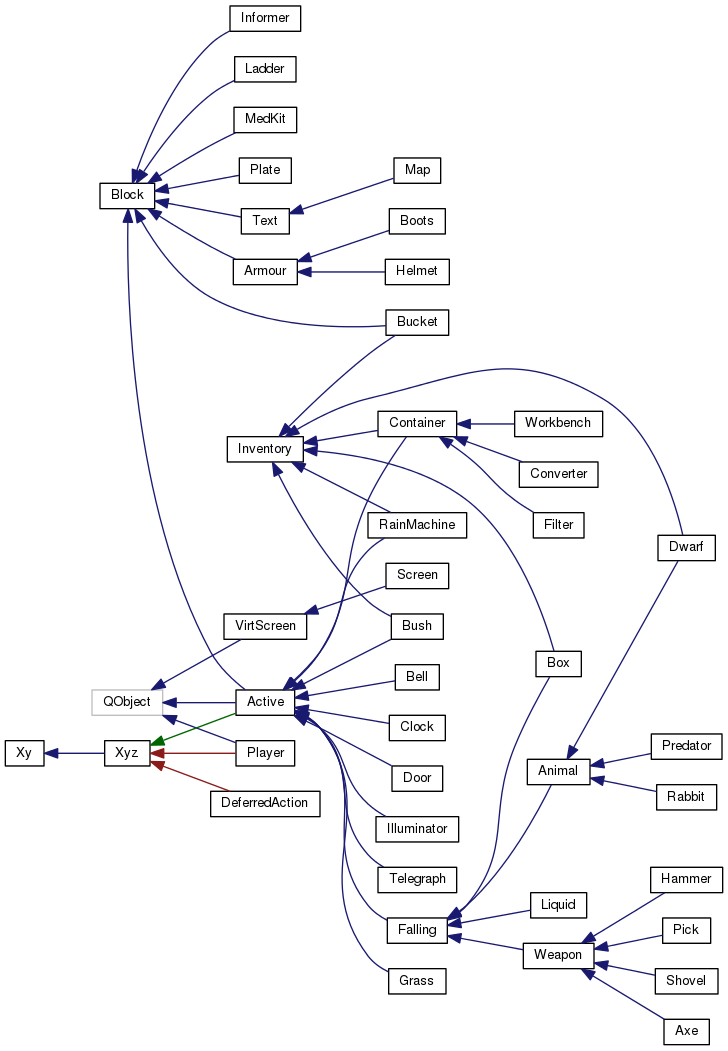 Informer
Ladder
MedKit
Plate
Map
Block
Text
Boots
Armour
Helmet
Bucket
Container
Workbench
Inventory
Converter
RainMachine
Filter
Dwarf
Screen
VirtScreen
Bush
Box
Bell
QObject
Active
Clock
Xy
Xyz
Player
Predator
Door
Animal
DeferredAction
Rabbit
Illuminator
Telegraph
Hammer
Liquid
Falling
Pick
Weapon
Grass
Shovel
Axe